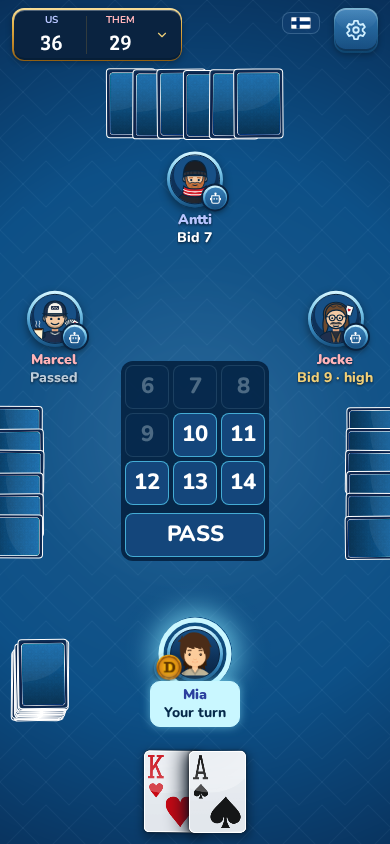 US
THEM
36
29
Antti
Bid 7
Marcel
Passed
Jocke
Bid 9 · high
6
7
8
9
10
11
12
13
14
PASS
D
Mia
Your turn
K
A